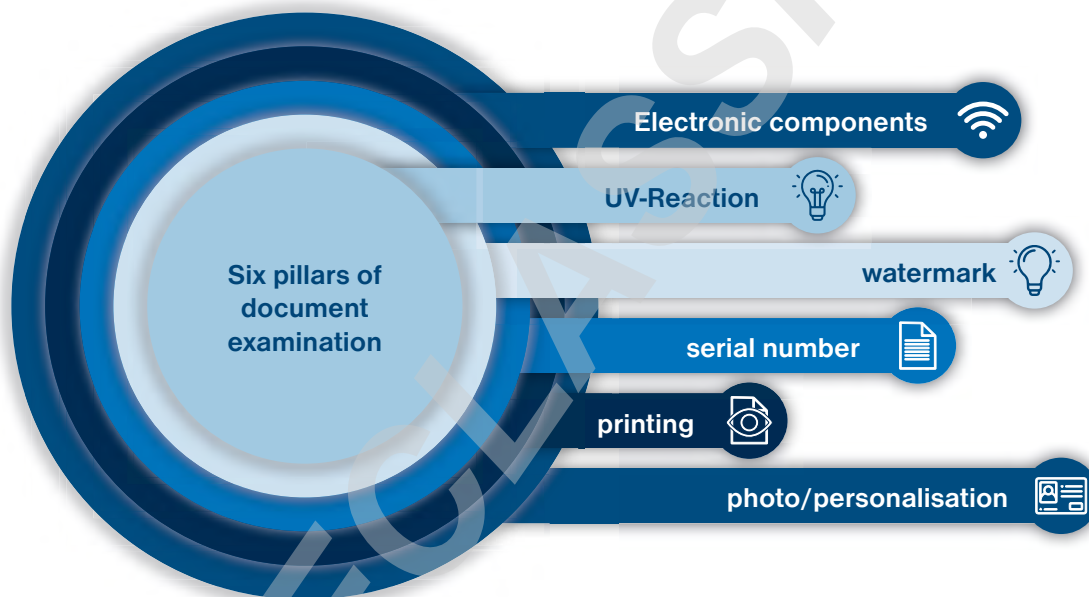 Six pillars of
document
examination
Electronic components
UV-Reaction
watermark
serial number
printing
photo/personalisation